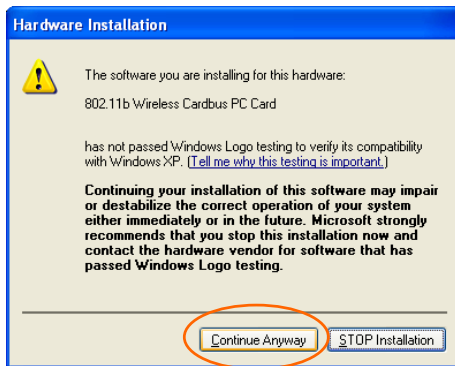 Hardware Installation
The software you are installing for this hardware:
802.11b Wireless Cardbus PC Card
has not passed Windows Logo testing to verify its compatibility
with Windows XP. (Tell me why this testing is important.)
Continuing your installation of this software may impair
or destabilize the correct operation of your system
either immediately or in the future. Microsoft strongly
recommends that you stop this installation now and
contact the hardware vendor for software that has
passed Windows Logo testing.
Continue Anyway STOP Installation